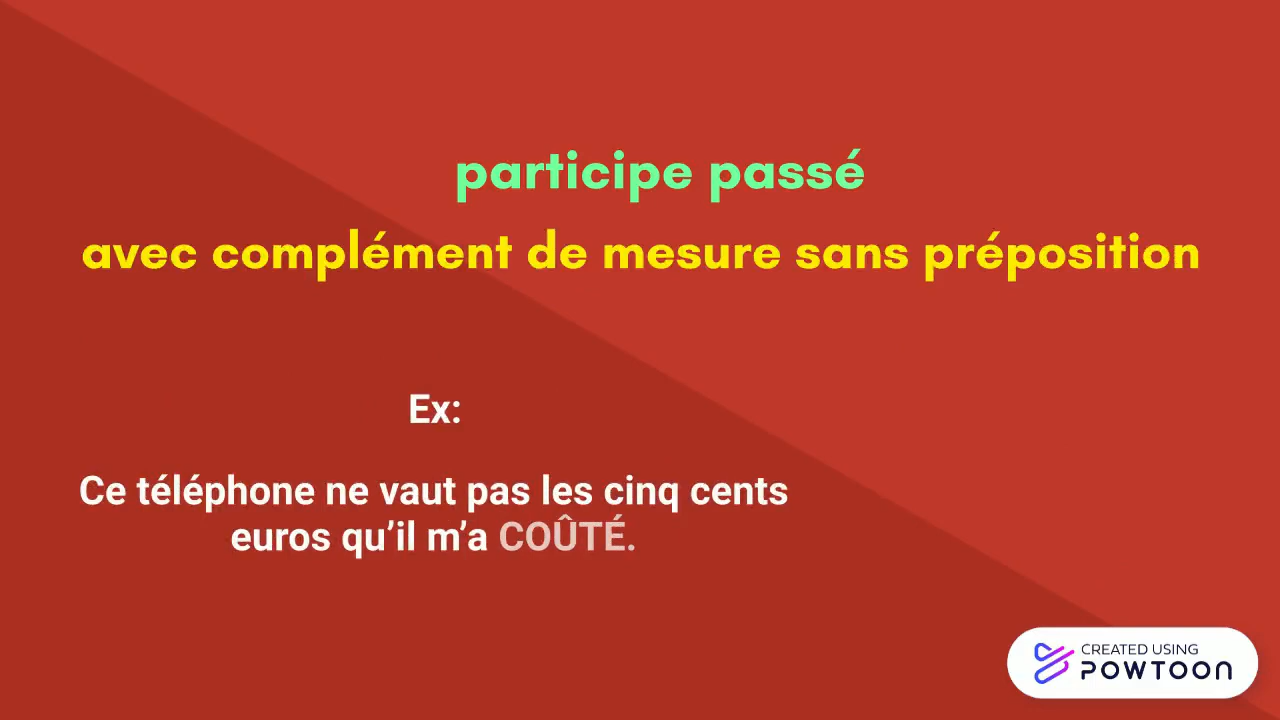 participe passé
avec complément de mesure sans préposition
Ex:
Ce téléphone ne vaut pas les cinq cents
euros qu’il m’a COÛTÉ.
CREATED USING
POWTOON